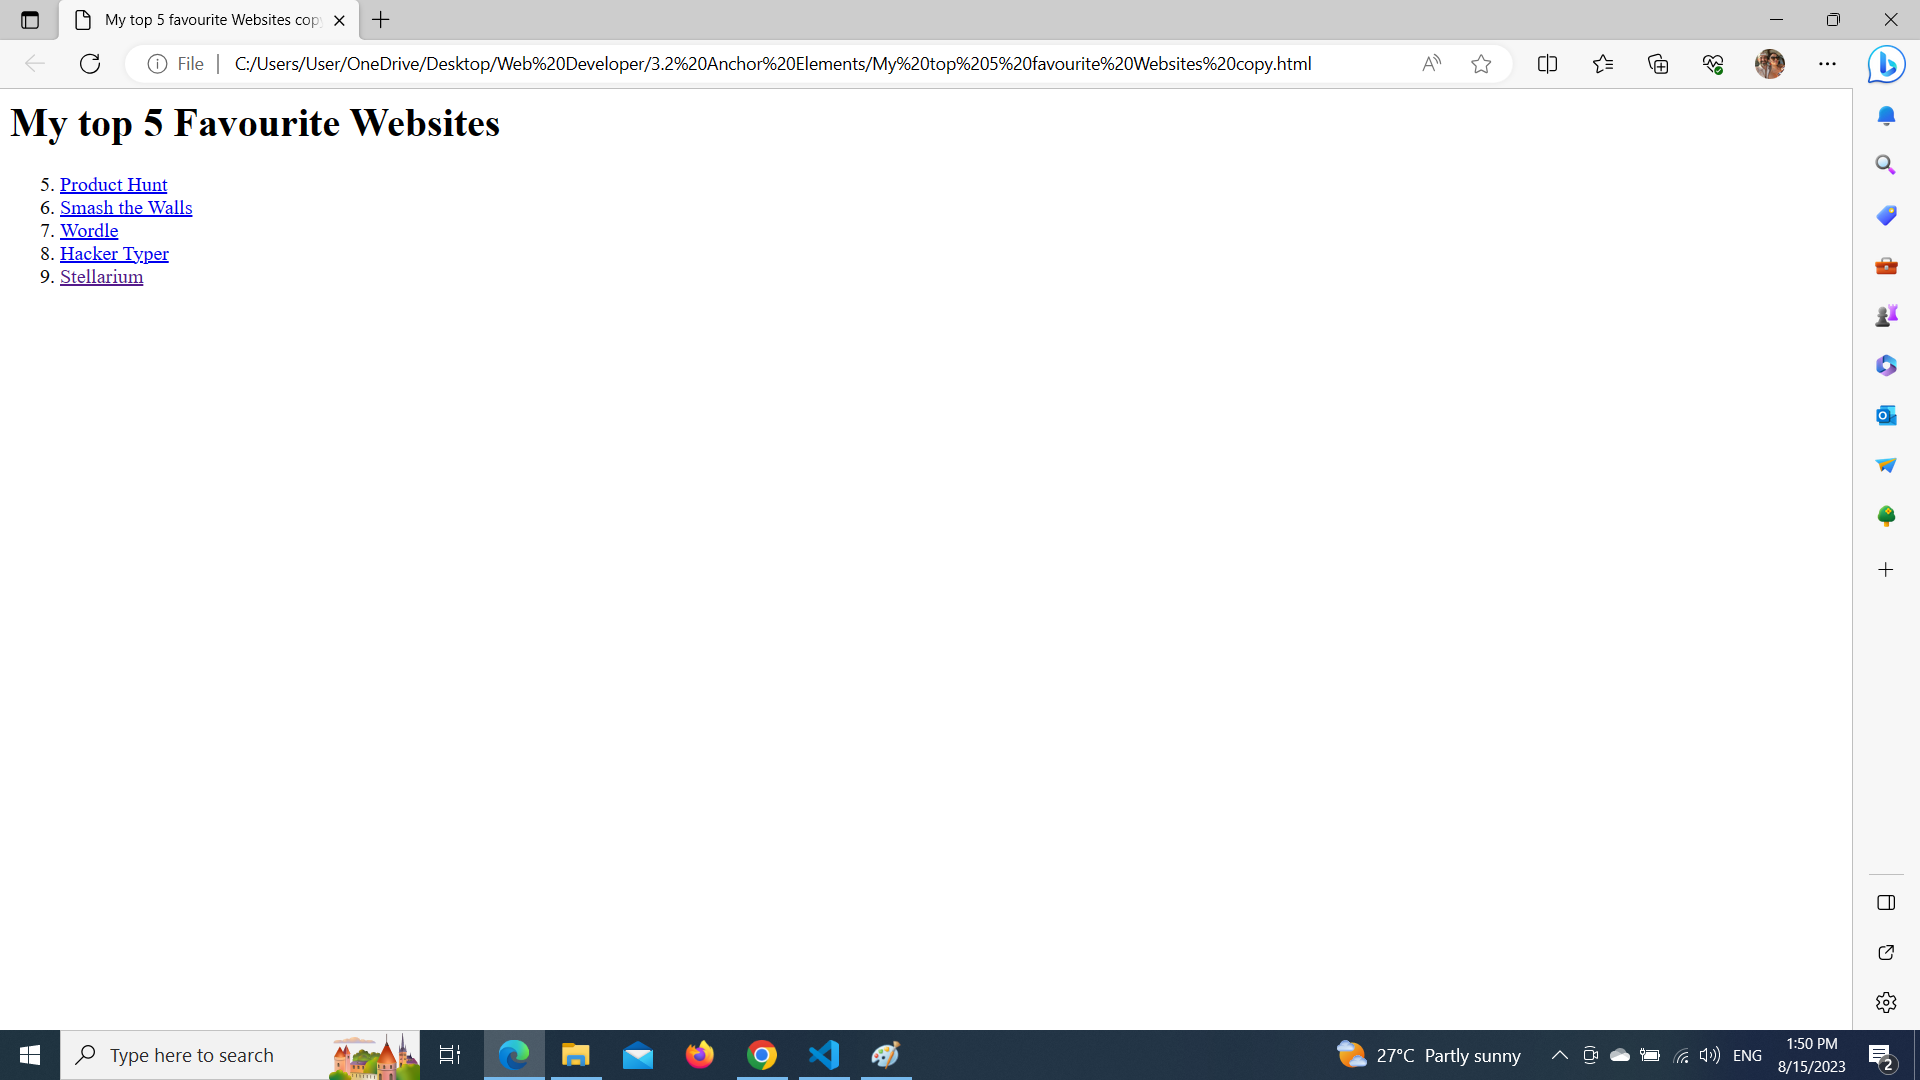 My top 5 favourite Websites cop
File
C:/Users/User/OneDrive/Desktop/Web%20Developer/3.2%20Anchor%20Elements/My%20top%205%20favourite%20Websites%20copy.html
My top 5 Favourite Websites
5. Product Hunt
6. Smash the Walls
7. Wordle
8. Hacker Typer
9. Stellarium
Type here to search
27°C Partly sunny
ENG
1:50 PM
8/15/2023
2